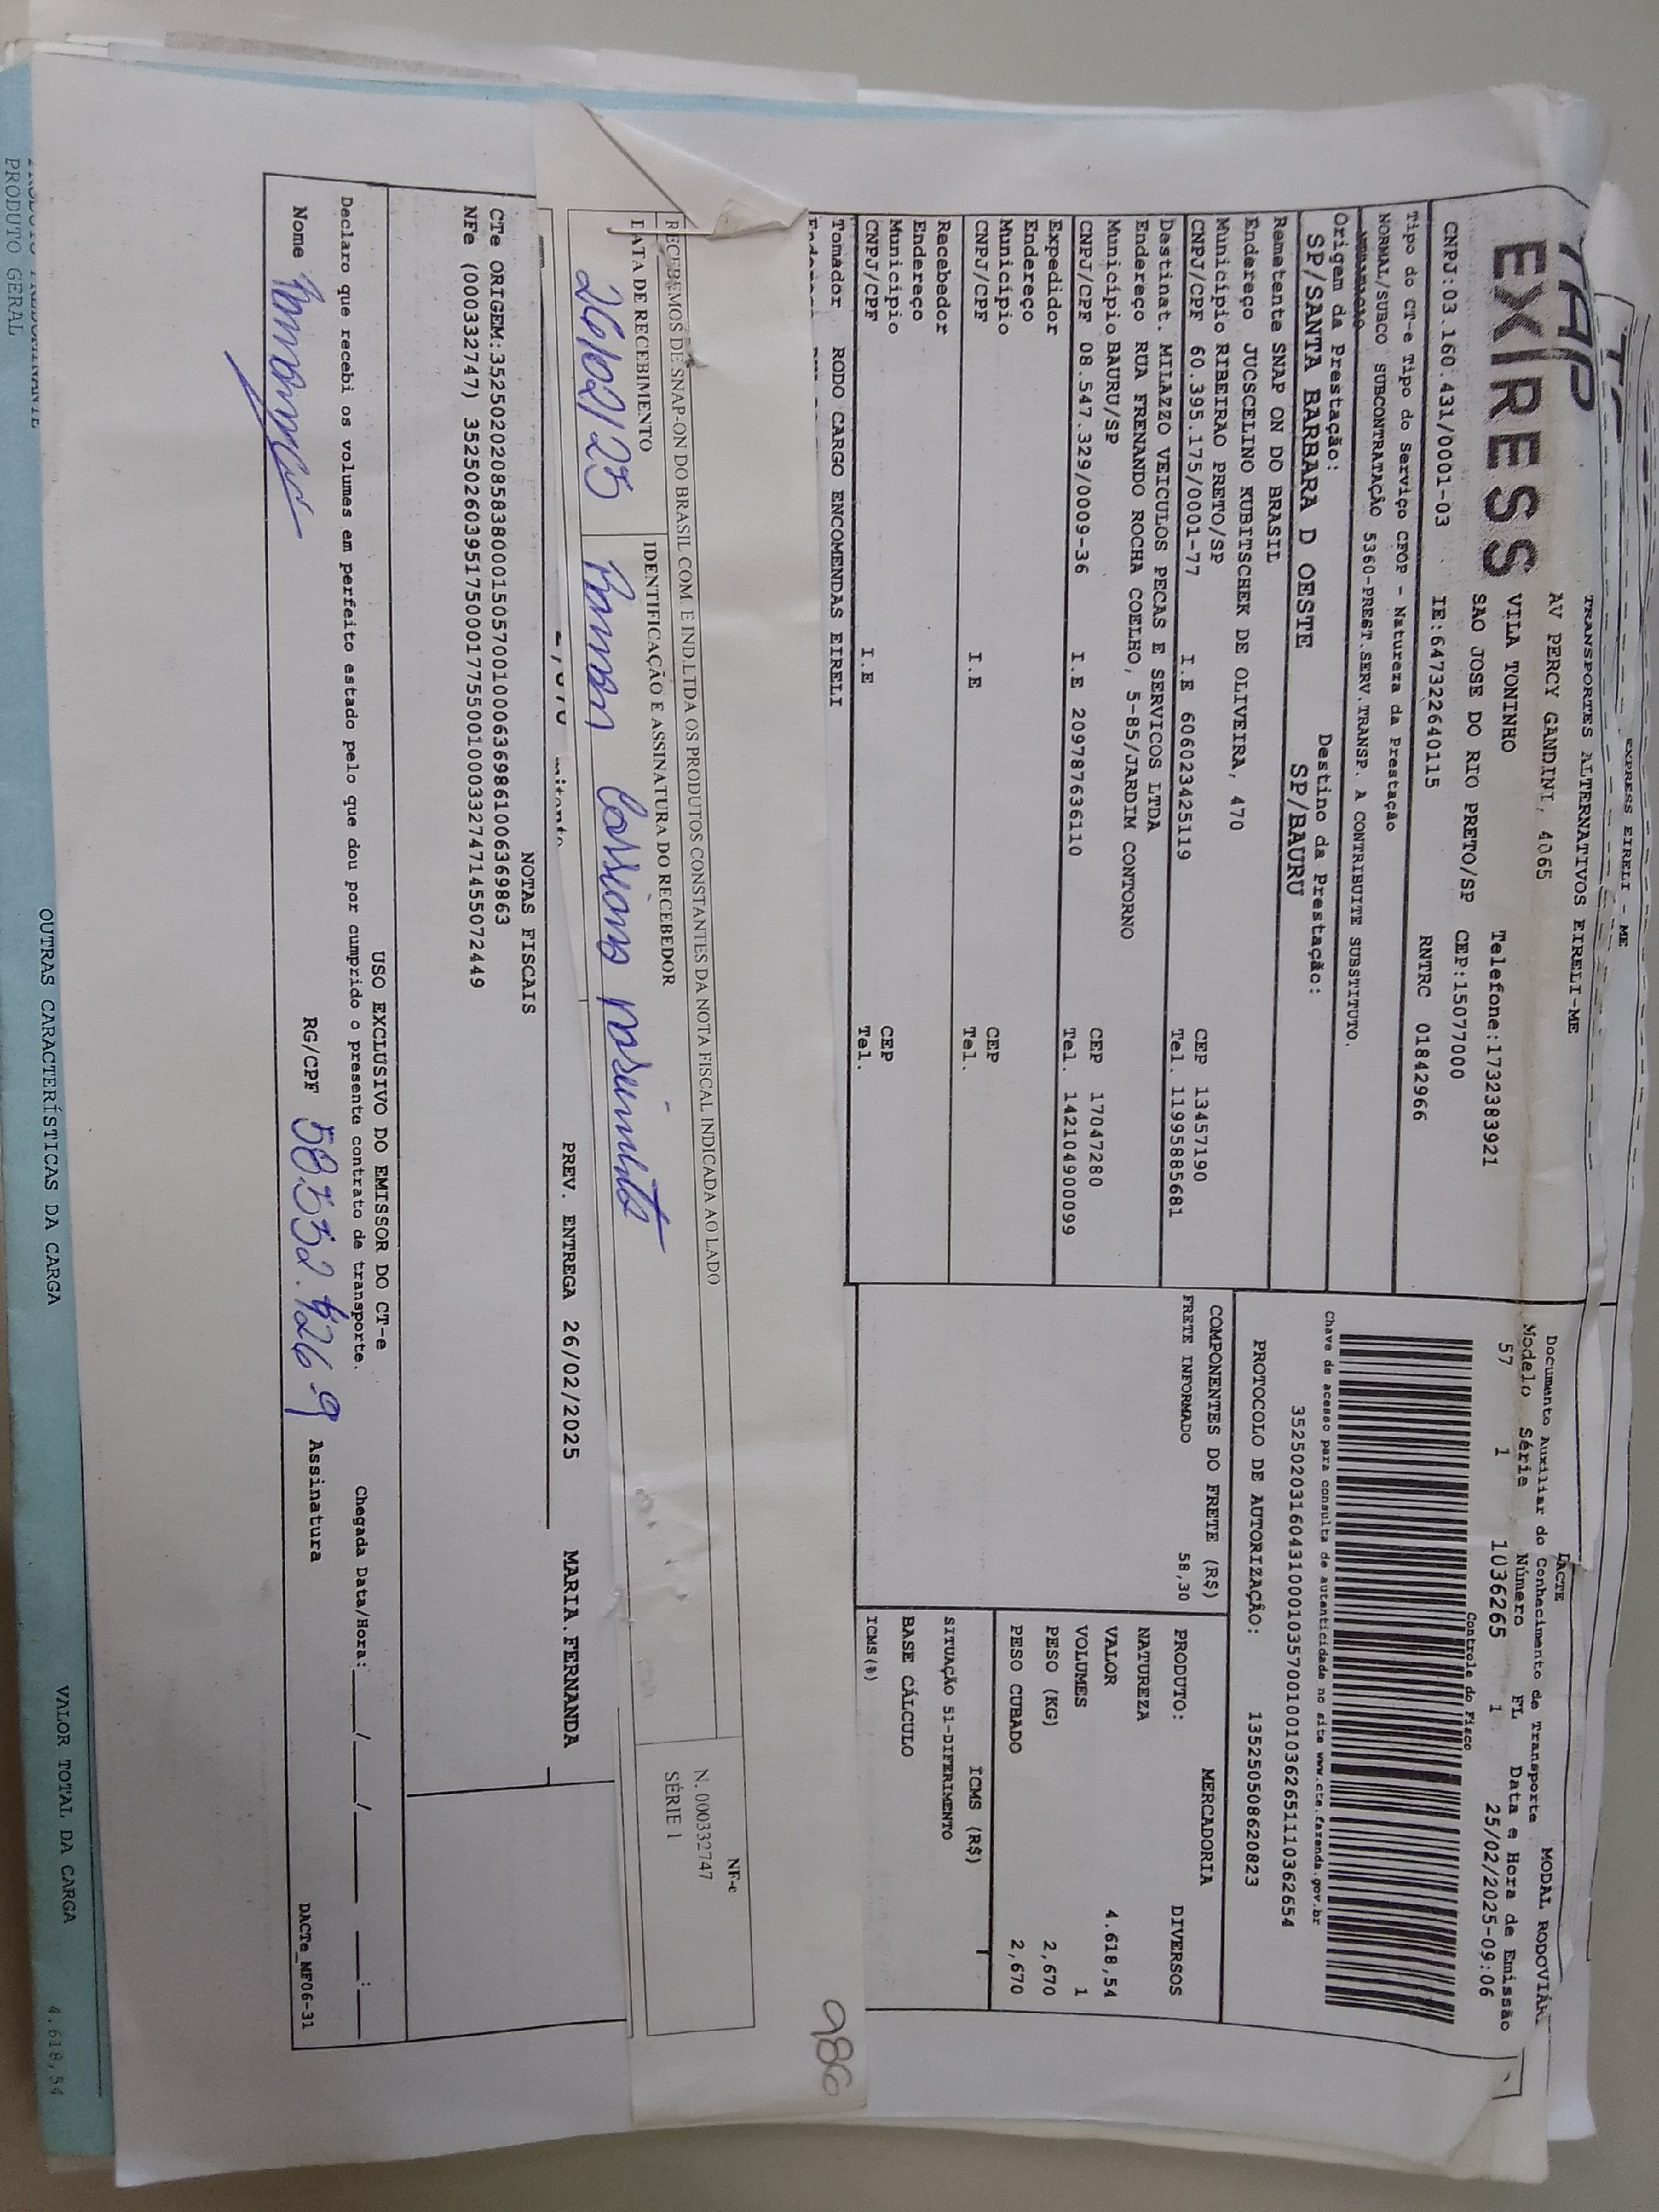 EXPRESS EIRELI - ME
TAP
EXPRESS
TRANSPORTES ALTERNATIVOS EIRELI-ME
AV PERCY GANDINI, 4065
VILA TONINHO
Telefone:1732383921
SAO JOSE DO RIO PRETO/SP CEP:15077000
CNPJ:03.160.431/0001-03 IE:647322640115 RNTRC 01842966
DACTE
MODAL RODOVIÁR
Documento Auxiliar do Conhecimento de Transporte
Modelo Série Número FL Data e Hora de Emissão
57 1 1036265 1 25/02/2025-09:06
Controle do Fisco
Chave de acesso para consulta de autenticidade no site www.cte.fazenda.gov.br
35250203160431000103570010010362651110362654
PROTOCOLO DE AUTORIZAÇÃO: 135250508620823
Tipo do CT-e Tipo do Serviço CFOP - Natureza da Prestação
NORMAL/SUBCO SUBCONTRATAÇÃO 5360-PREST.SERV.TRANSP. A CONTRIBUITE SUBSTITUTO.
Origem da Prestação: Destino da Prestação:
SP/SANTA BARBARA D OESTE SP/BAURU
Remetente SNAP ON DO BRASIL
Endereço JUSCELINO KUBITSCHEK DE OLIVEIRA, 470
Município RIBEIRAO PRETO/SP CEP 13457190
CNPJ/CPF 60.395.175/0001-77 I.E 606023425119 Tel. 11995885681
Destinat. MILAZZO VEICULOS PECAS E SERVICOS LTDA
Endereço RUA FRENANDO ROCHA COELHO, 5-85/JARDIM CONTORNO
Município BAURU/SP CEP 17047280
CNPJ/CPF 08.547.329/0009-36 I.E 209787636110 Tel. 142104900099
Expedidor
Endereço
Município CEP
CNPJ/CPF I.E Tel.
Recebedor
Endereço
Município CEP
CNPJ/CPF I.E Tel.
Tomador RODO CARGO ENCOMENDAS EIRELI
COMPONENTES DO FRETE (R$)
FRETE INFORMADO 58,30
MERCADORIA
PRODUTO: DIVERSOS
NATUREZA
VALOR 4.618,54
VOLUMES 1
PESO (KG) 2,670
PESO CUBADO 2,670
ICMS (R$)
SITUAÇÃO 51-DIFERIMENTO
BASE CÁLCULO
ICMS(%)
986
RECEBEMOS DE SNAP-ON DO BRASIL COM. E IND.LTDA OS PRODUTOS CONSTANTES DA NOTA FISCAL INDICADA AO LADO
DATA DE RECEBIMENTO IDENTIFICAÇÃO E ASSINATURA DO RECEBEDOR
26/02/25
NF-e
N. 000332747
SÉRIE 1
PREV. ENTREGA 26/02/2025 MARIA.FERNANDA
NOTAS FISCAIS
CTe ORIGEM:35250202085838000150570010006369861006369863
NFe (000332747) 35250260395175000177550010003327471455072449
USO EXCLUSIVO DO EMISSOR DO CT-e
Declaro que recebi os volumes em perfeito estado pelo que dou por cumprido o presente contrato de transporte. Chegada Data/Hora:___/___/___ __:__
Nome RG/CPF Assinatura
DACTe_MF06-31
OUTRAS CARACTERÍSTICAS DA CARGA VALOR TOTAL DA CARGA
PRODUTO GERAL 4.618,54